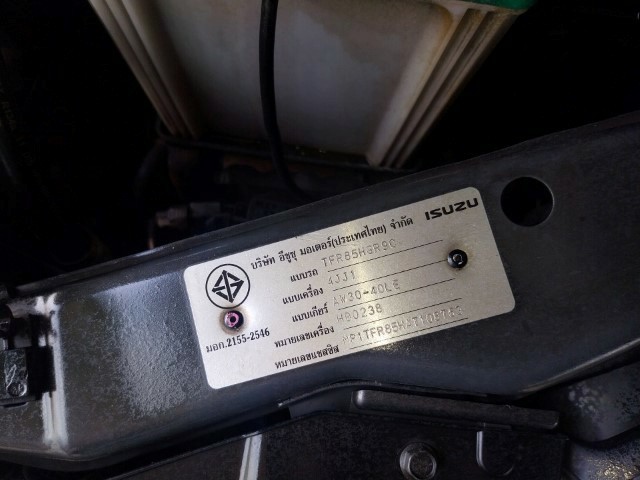 บริษัท อีซูซุ มอเตอร์(ประเทศไทย) จำกัด ISUZU
แบบรถ TFR85HGR9C
แบบเครื่อง 4JJ1
แบบเกียร์ AW30-40LE
หมายเลขเครื่อง HB0238
หมายเลขแชสซิส
มอก.2155-2546